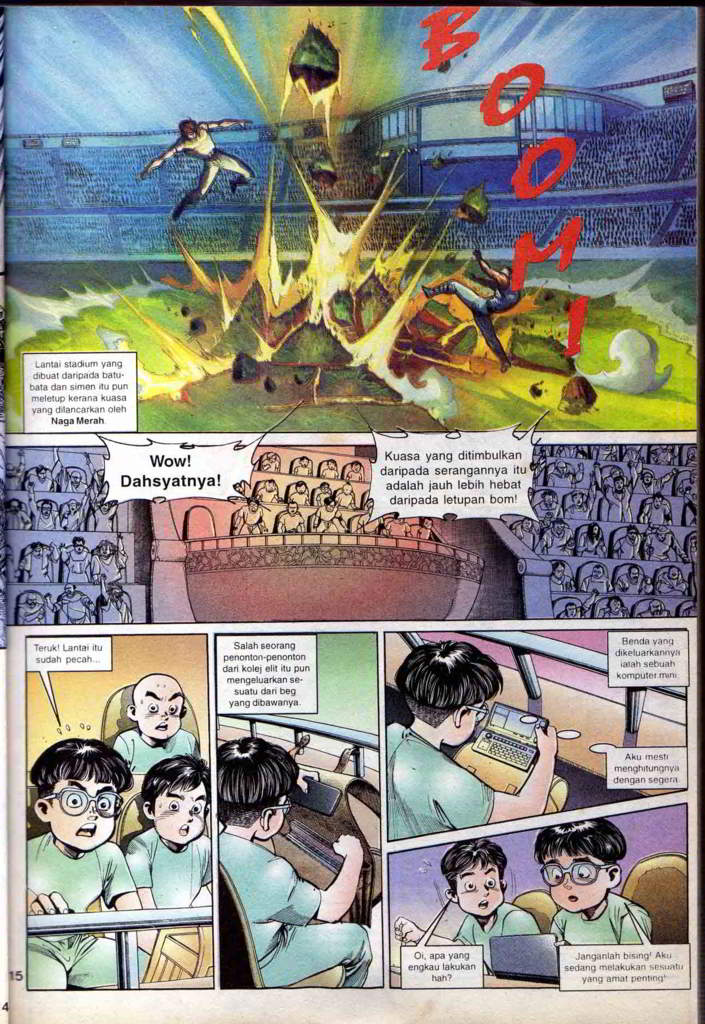 BOOM!
Lantai stadium yang
dibuat daripada batu-
bata dan simen itu pun
meletup kerana kuasa
yang dilancarkan oleh
Naga Merah.
Wow!
Dahsyatnya!
Kuasa yang ditimbulkan
daripada serangannya itu
adalah jauh lebih hebat
daripada letupan bom!
Teruk! Lantai itu
sudah pecah...
Salah seorang
penonton-penonton
dari kolej elit itu pun
mengeluarkan se-
suatu dari beg
yang dibawanya.
Benda yang
dikeluarkannya
ialah sebuah
komputer mini.
Aku mesti
menghitungnya
dengan segera.
Oi, apa yang
engkau lakukan
hah?
Janganlah bising! Aku
sedang melakukan sesuatu
yang amat penting!
15
4